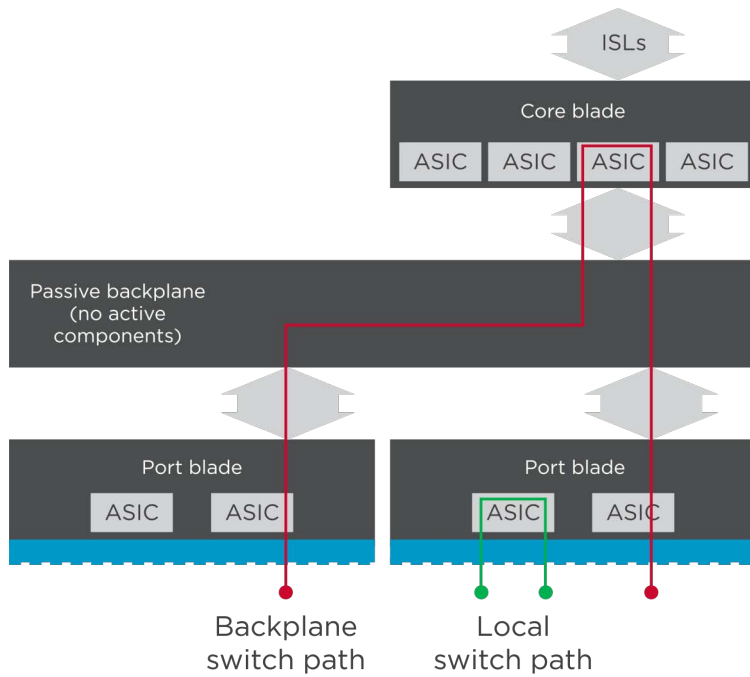 ISLs
Core blade
ASIC ASIC ASIC ASIC
Passive backplane
(no active
components)
Port blade
ASIC ASIC
Port blade
ASIC ASIC
Backplane
switch path
Local
switch path